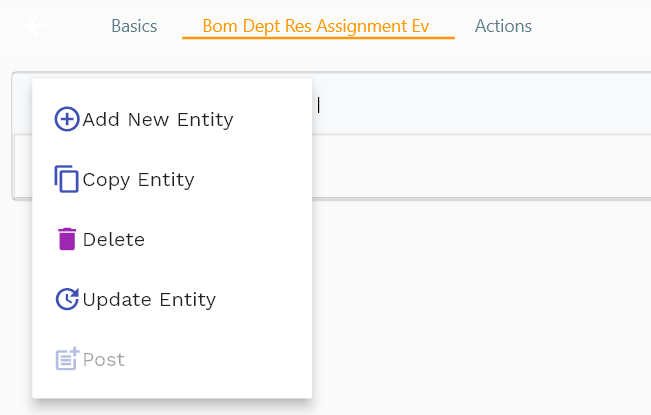 Basics Bom Dept Res Assignment Ev Actions
Add New Entity
Copy Entity
Delete
Update Entity
Post